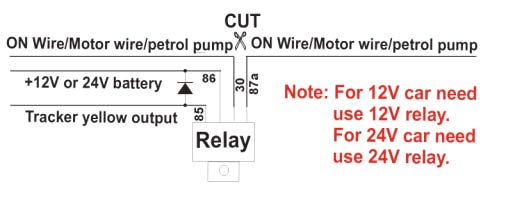 CUT
ON Wire/Motor wire/petrol pump
ON Wire/Motor wire/petrol pump
+12V or 24V battery
86
30
87a
Tracker yellow output
85
Relay
Note: For 12V car need
use 12V relay.
For 24V car need
use 24V relay.